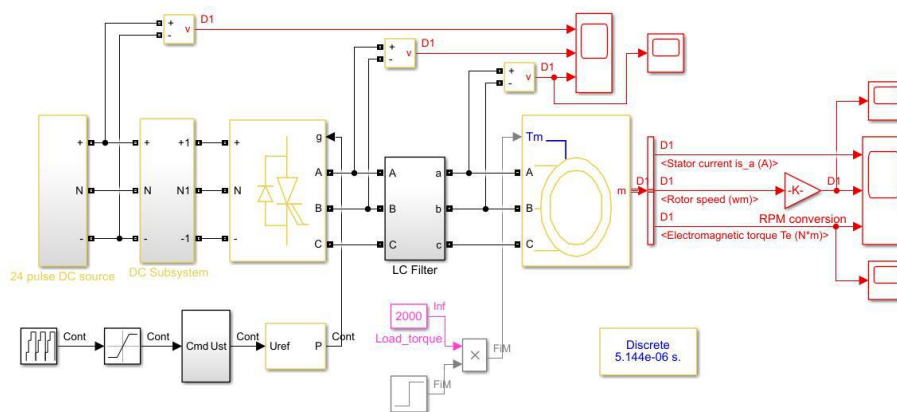 D1
+
-
v
D1
+
-
v
D1
+
-
v
+
N
-
24 pulse DC source
+
N
-
+1
N1
-1
DC Subsystem
+
N
-
g
A
B
C
A
B
C
a
b
c
LC Filter
Tm
A
B
C
m
D1
D1
<Stator current is_a (A)>
D1
<Rotor speed (wm)>
D1
<Electromagnetic torque Te (N*m)>
-K-
D1
RPM conversion
Cont
Cont
Cmd Ust
Cont
Uref
P
Cont
2000
Inf
Load_torque
×
FiM
FiM
Discrete
5.144e-06 s.